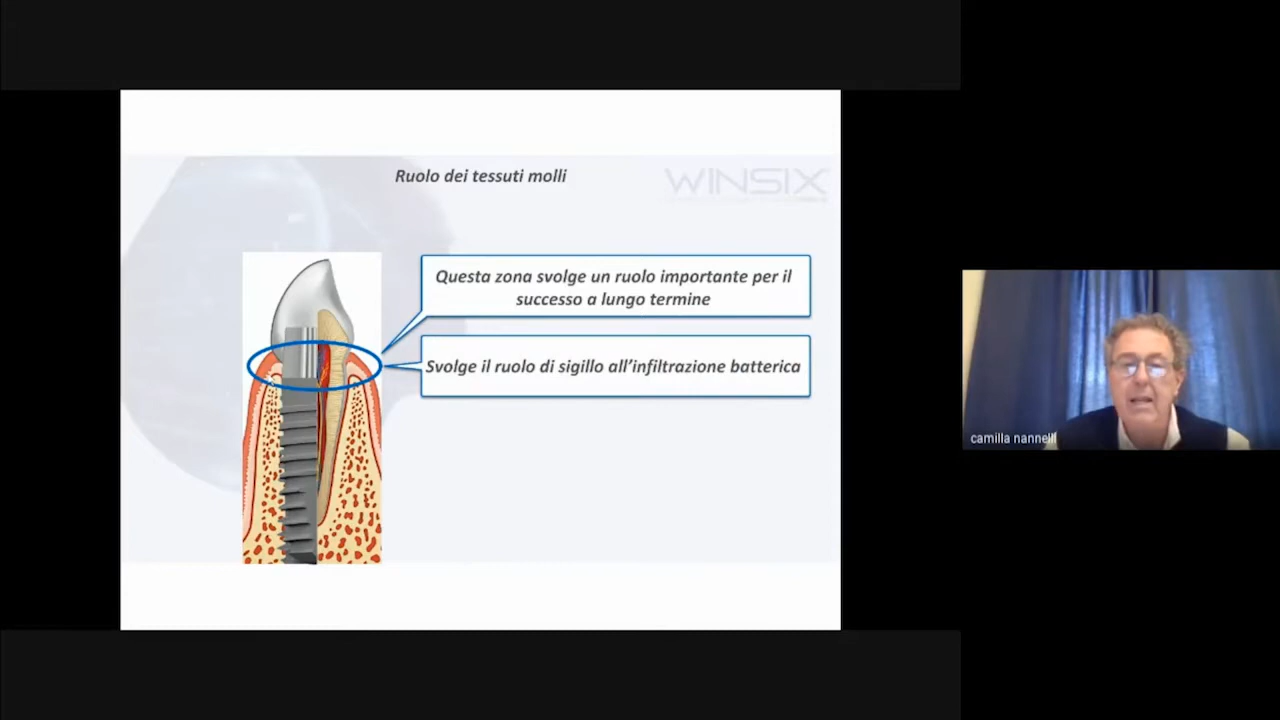 Ruolo dei tessuti molli
WINSIX
Questa zona svolge un ruolo importante per il
successo a lungo termine
Svolge il ruolo di sigillo all'infiltrazione batterica
camilla nannelli